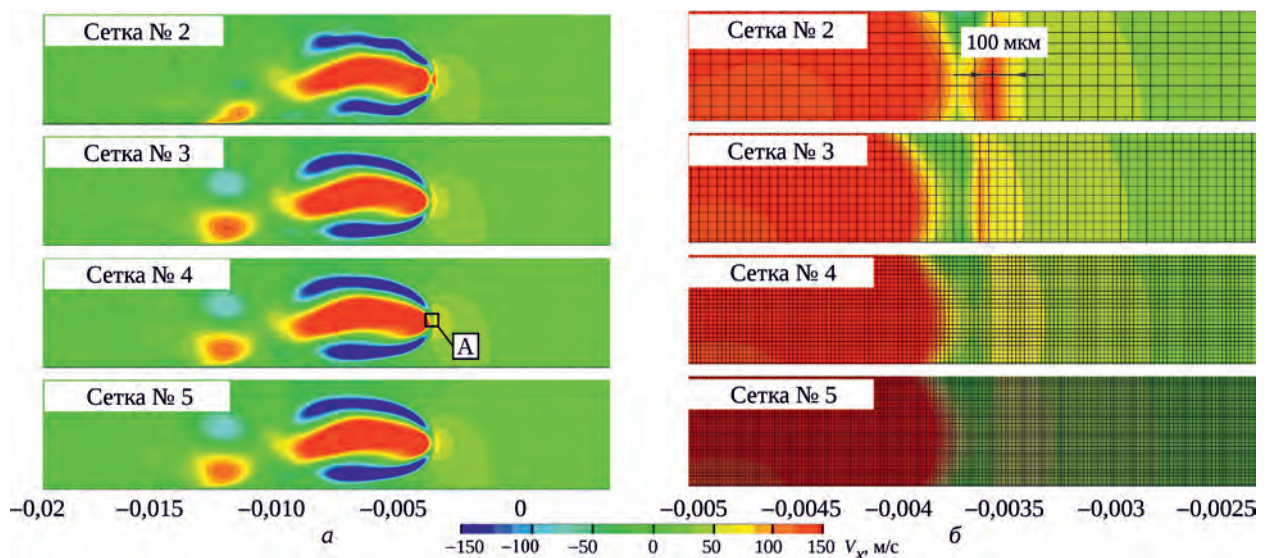 Сетка № 2
Сетка № 3
Сетка № 4
А
Сетка № 5
–0,02 –0,015 –0,010 –0,005 0
а
Сетка № 2
100 мкм
Сетка № 3
Сетка № 4
Сетка № 5
–0,005 –0,0045 –0,004 –0,0035 –0,003 –0,0025
б
–150 –100 –50 0 50 100 150 Vx, м/с